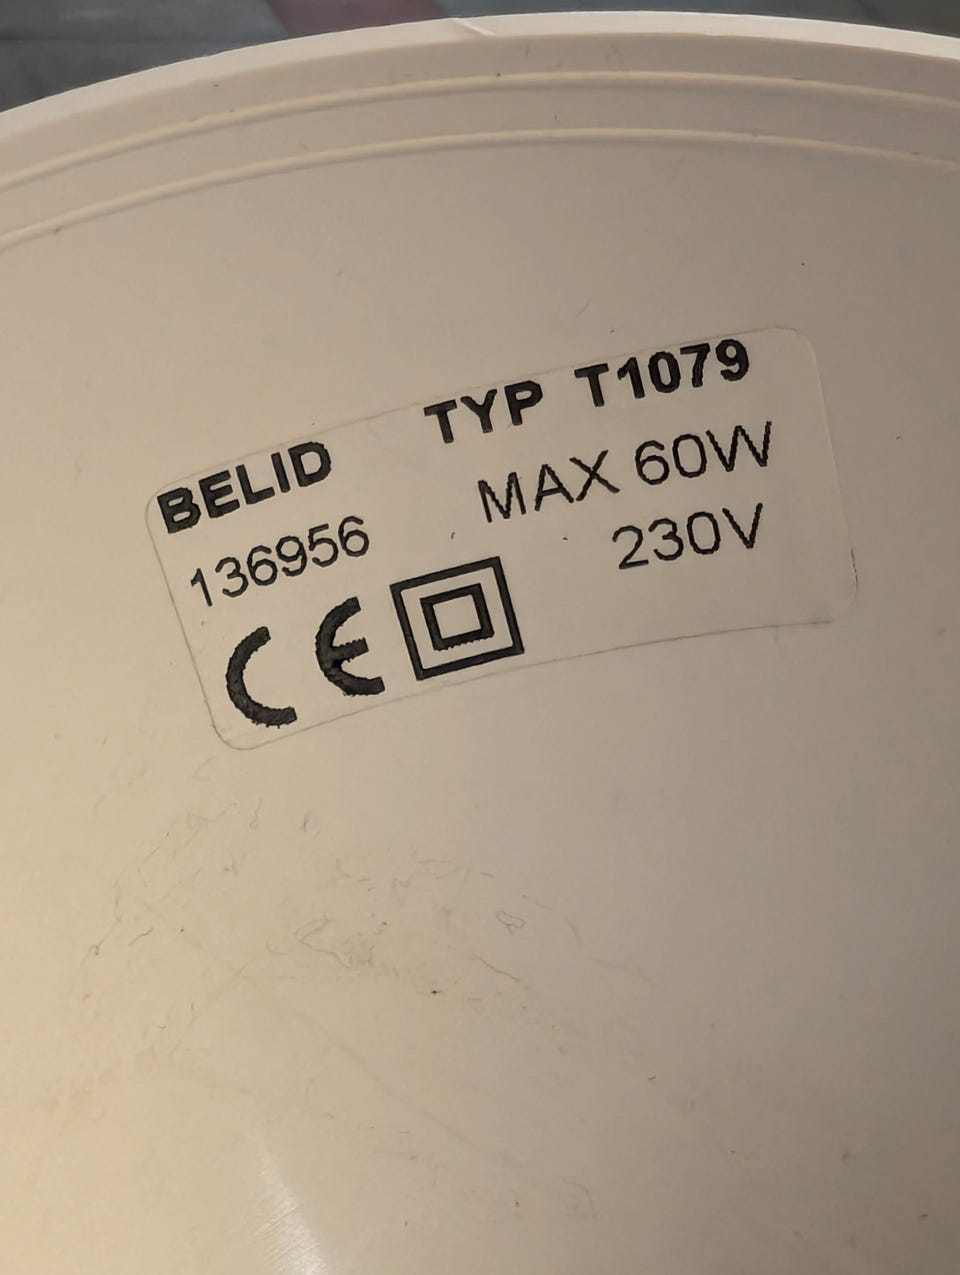 BELID TYP T1079
136956 MAX 60W
CE 230V